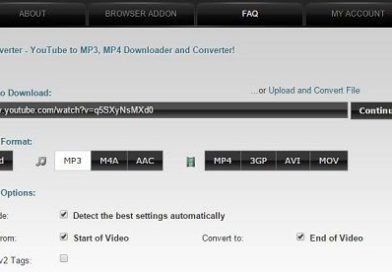 ABOUT BROWSER ADDON FAQ MY ACCOUNT
verter - YouTube to MP3, MP4 Downloader and Converter!
o Download: ...or Upload and Convert File
youtube.com/watch?v=q5SXyNsMXd0 Continu
Format:
d MP3 M4A AAC MP4 3GP AVI MOV
Options:
de: Detect the best settings automatically
rom: Start of Video Convert to: End of Video
v2 Tags: